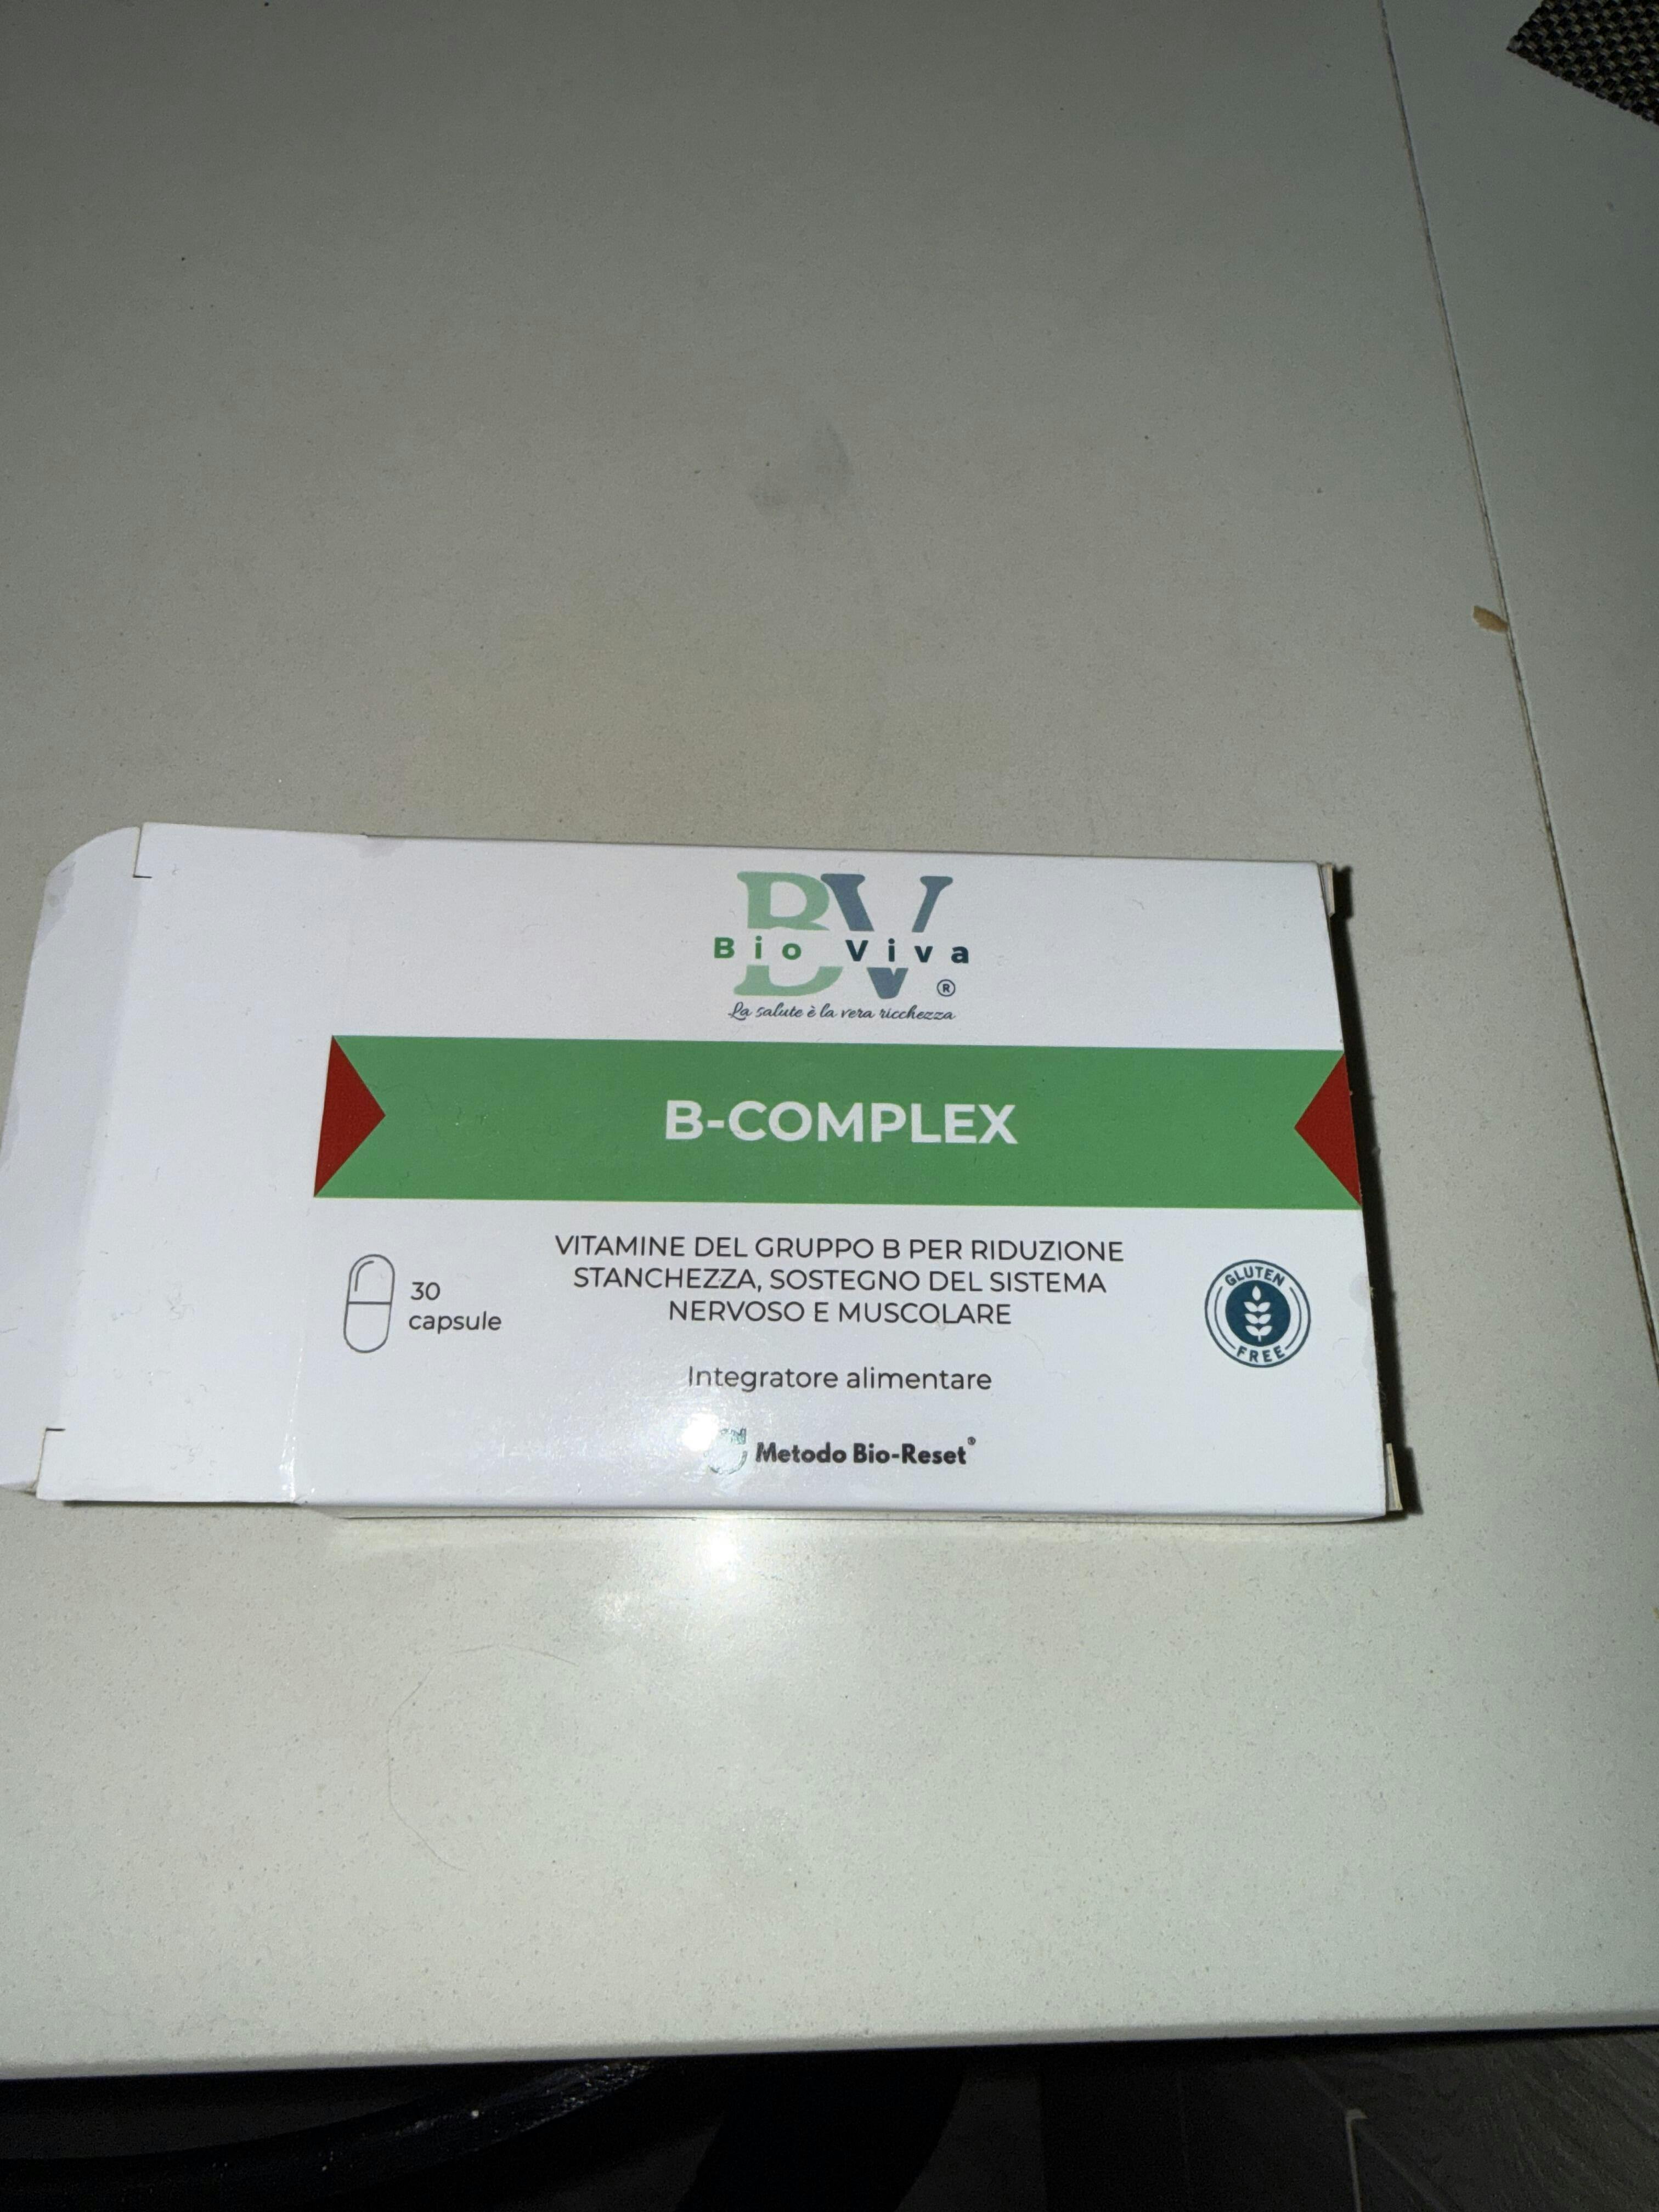 BV
Bio Viva
®
La salute è la vera ricchezza
B-COMPLEX
VITAMINE DEL GRUPPO B PER RIDUZIONE
STANCHEZZA, SOSTEGNO DEL SISTEMA
NERVOSO E MUSCOLARE
30
capsule
GLUTEN
FREE
Integratore alimentare
Metodo Bio-Reset®